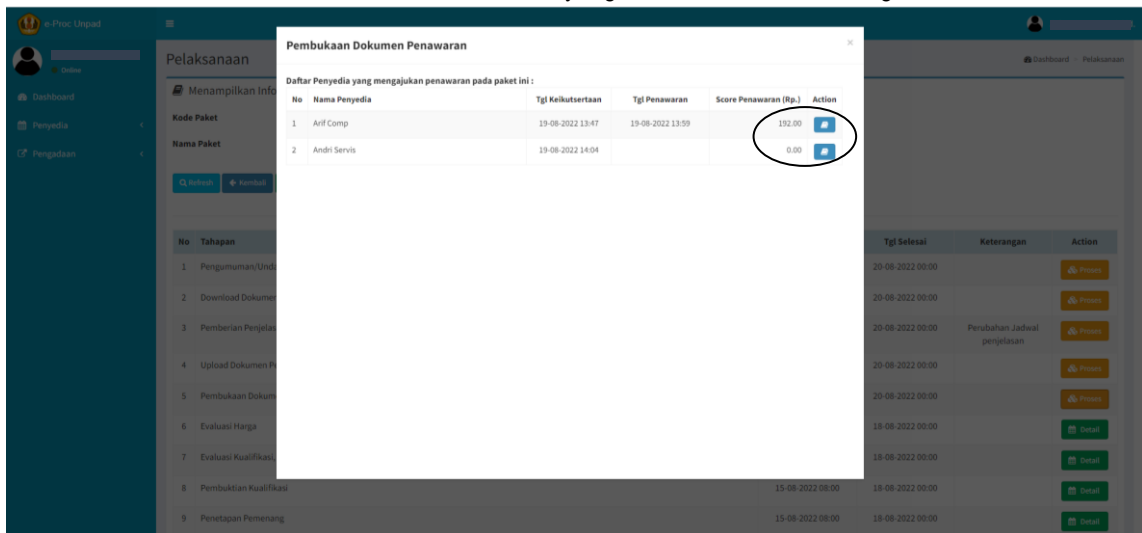 e-Proc Unpad
Online
Dashboard
Penyedia
Pengadaan
Pelaksanaan
Dashboard > Pelaksanaan
Menampilkan Info
Kode Paket
Nama Paket
Refresh Kembali
Pembukaan Dokumen Penawaran ×
Daftar Penyedia yang mengajukan penawaran pada paket ini :
No Nama Penyedia Tgl Keikutsertaan Tgl Penawaran Score Penawaran (Rp.) Action
1 Arif Comp 19-08-2022 13:47 19-08-2022 13:59 192.00
2 Andri Servis 19-08-2022 14:04 0.00
No Tahapan Tgl Selesai Keterangan Action
1 Pengumuman/Unda 20-08-2022 00:00 Proses
2 Download Dokumen 20-08-2022 00:00 Proses
3 Pemberian Penjelas 20-08-2022 00:00 Perubahan Jadwal penjelasan Proses
4 Upload Dokumen Pe 20-08-2022 00:00 Proses
5 Pembukaan Dokum 20-08-2022 00:00 Proses
6 Evaluasi Harga 18-08-2022 00:00 Detail
7 Evaluasi Kualifikasi, 18-08-2022 00:00 Detail
8 Pembuktian Kualifikasi 15-08-2022 08:00 18-08-2022 00:00 Detail
9 Penetapan Pemenang 15-08-2022 08:00 18-08-2022 00:00 Detail